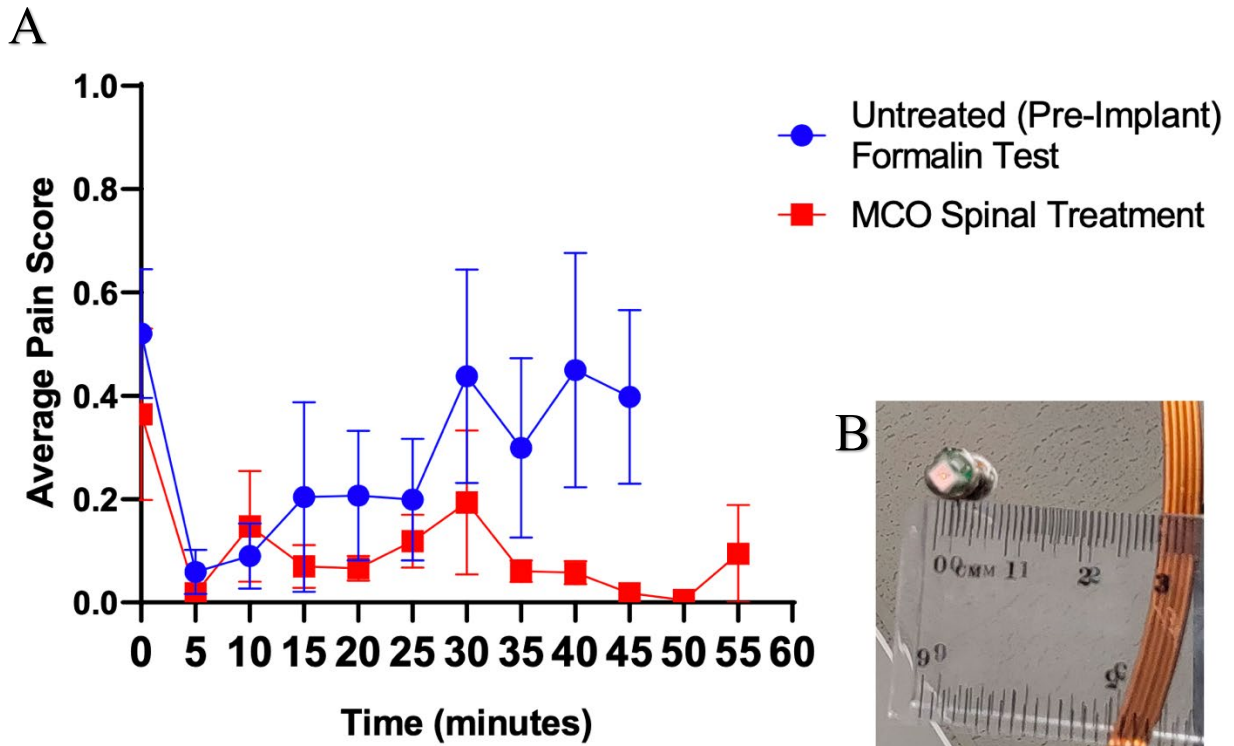 A
1.0
0.8
0.6
0.4
0.2
0.0
Average Pain Score
0 5 10 15 20 25 30 35 40 45 50 55 60
Time (minutes)
Untreated (Pre-Implant)
Formalin Test
MCO Spinal Treatment
B
3